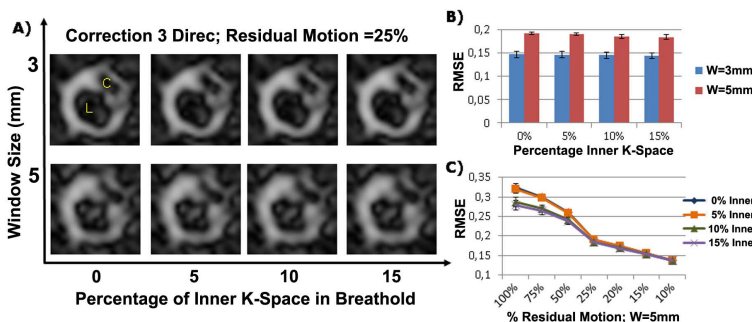 A)
Correction 3 Direc; Residual Motion =25%
Window Size (mm)
3
5
C
L
0
5
10
15
Percentage of Inner K-Space in Breathold
B)
RMSE
0,2
0,15
0,1
0,05
0
0%
5%
10%
15%
Percentage Inner K-Space
W=3mm
W=5mm
C)
RMSE
0,35
0,3
0,25
0,2
0,15
0,1
100%
75%
50%
25%
20%
15%
10%
% Residual Motion; W=5mm
0% Inner
5% Inner
10% Inner
15% Inner